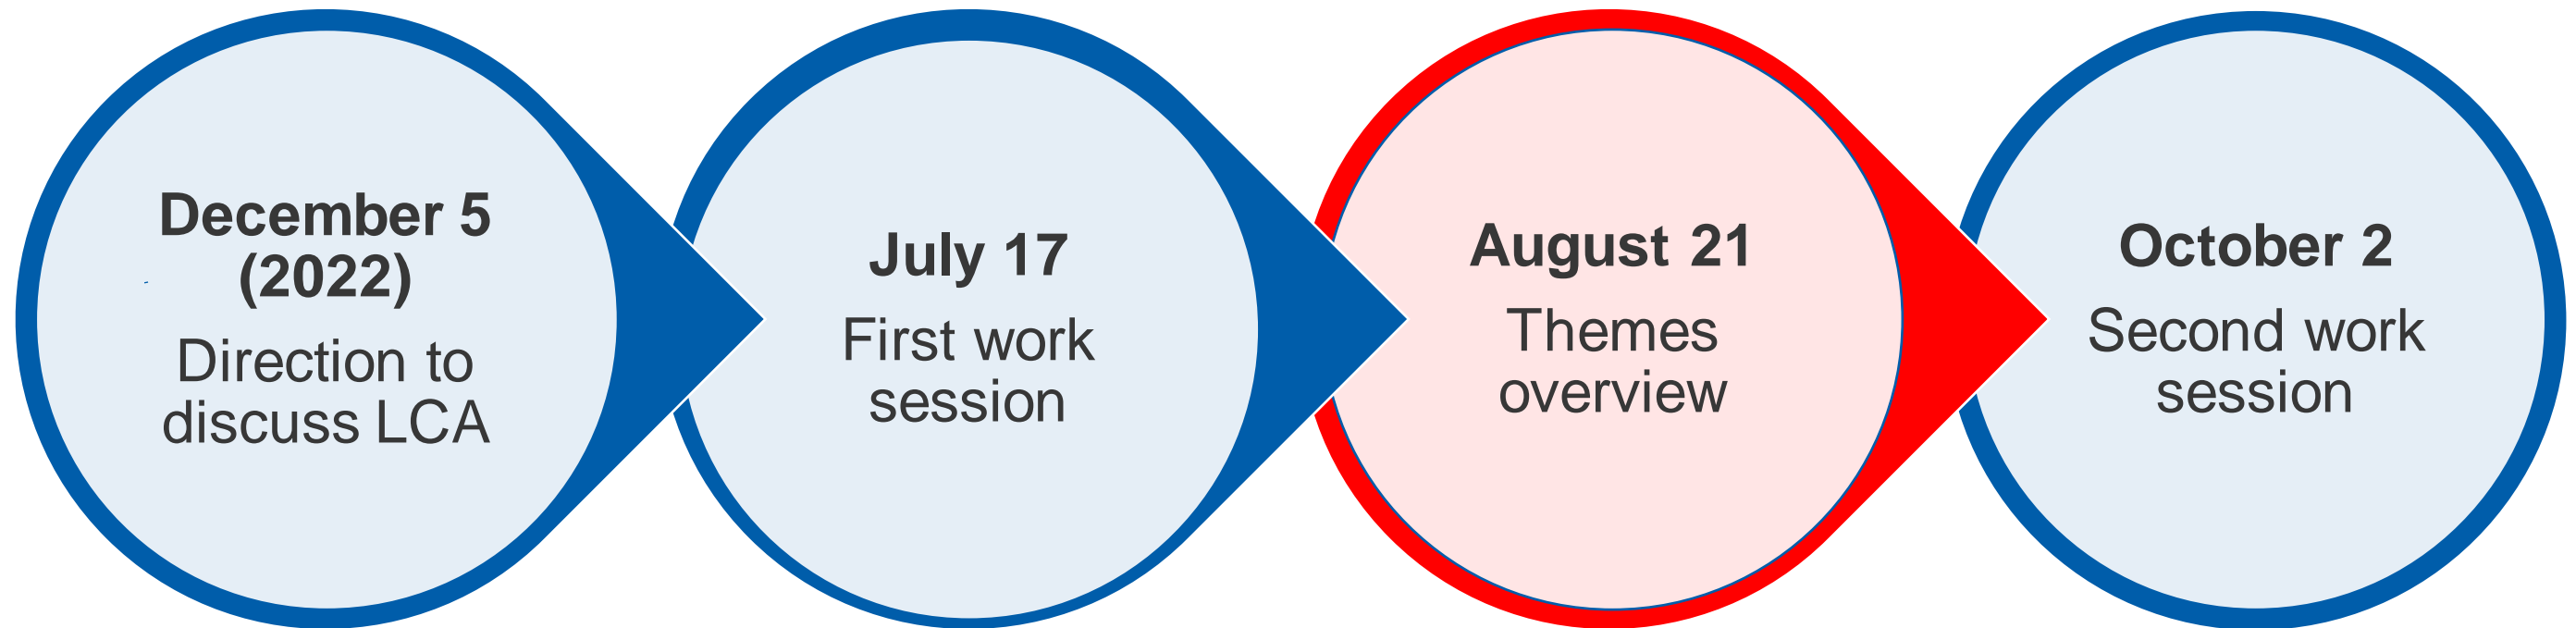 December 5
(2022)
Direction to
discuss LCA
July 17
First work
session
August 21
Themes
overview
October 2
Second work
session